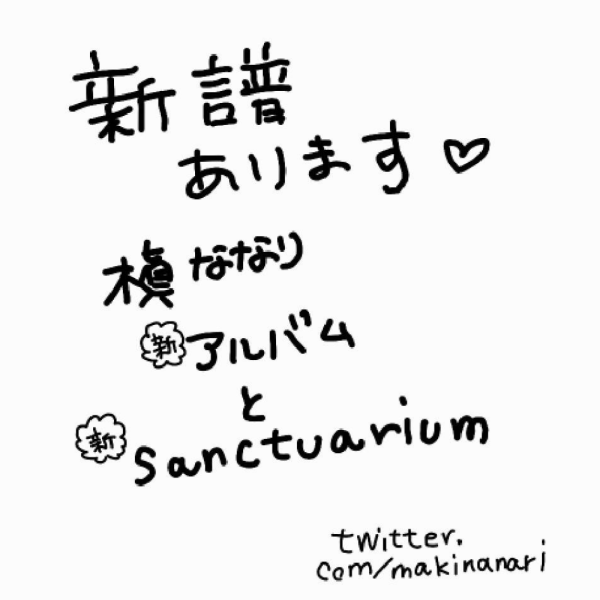 新譜
あります♡
槇ななり
新アルバム
と
新sanctuarium
twitter.
com/makinanari